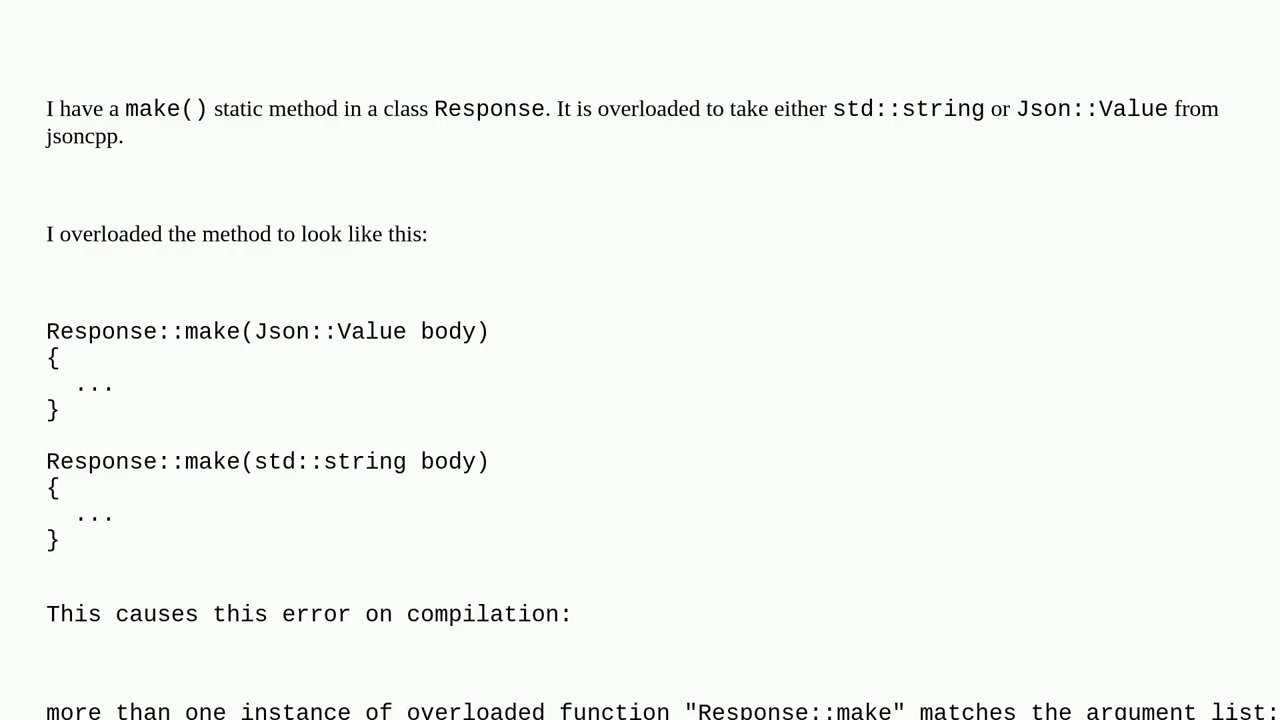 I have a make() static method in a class Response. It is overloaded to take either std::string or Json::Value from
jsoncpp.
I overloaded the method to look like this:
Response::make(Json::Value body)
{
  ...
}
Response::make(std::string body)
{
  ...
}
This causes this error on compilation:
more than one instance of overloaded function "Response::make" matches the argument list: